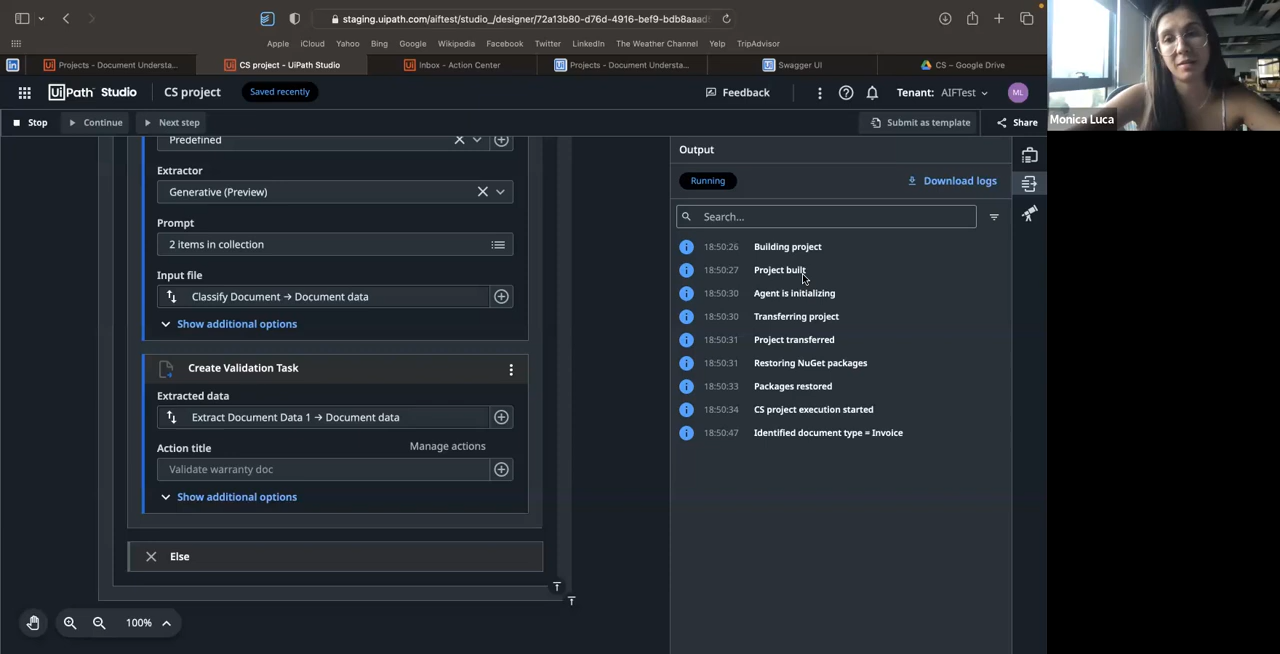 staging.uipath.com/aiftest/studio_/designer/72a13b80-d76d-4916-bef9-bdb8aaad
Apple iCloud Yahoo Bing Google Wikipedia Facebook Twitter LinkedIn The Weather Channel Yelp TripAdvisor
in Projects - Document Understa... CS project - UiPath Studio Inbox - Action Center Projects - Document Understa... Swagger UI CS – Google Drive
Monica Luca
UiPath Studio CS project Saved recently Feedback Tenant: AIFTest ML
Stop Continue Next step Submit as template Share
Predefined
Extractor
Generative (Preview)
Prompt
2 items in collection
Input file
Classify Document → Document data
Show additional options
Create Validation Task
Extracted data
Extract Document Data 1 → Document data
Action title Manage actions
Validate warranty doc
Show additional options
Else
100%
Output
Running Download logs
Search...
18:50:26 Building project
18:50:27 Project built
18:50:30 Agent is initializing
18:50:30 Transferring project
18:50:31 Project transferred
18:50:31 Restoring NuGet packages
18:50:33 Packages restored
18:50:34 CS project execution started
18:50:47 Identified document type = Invoice